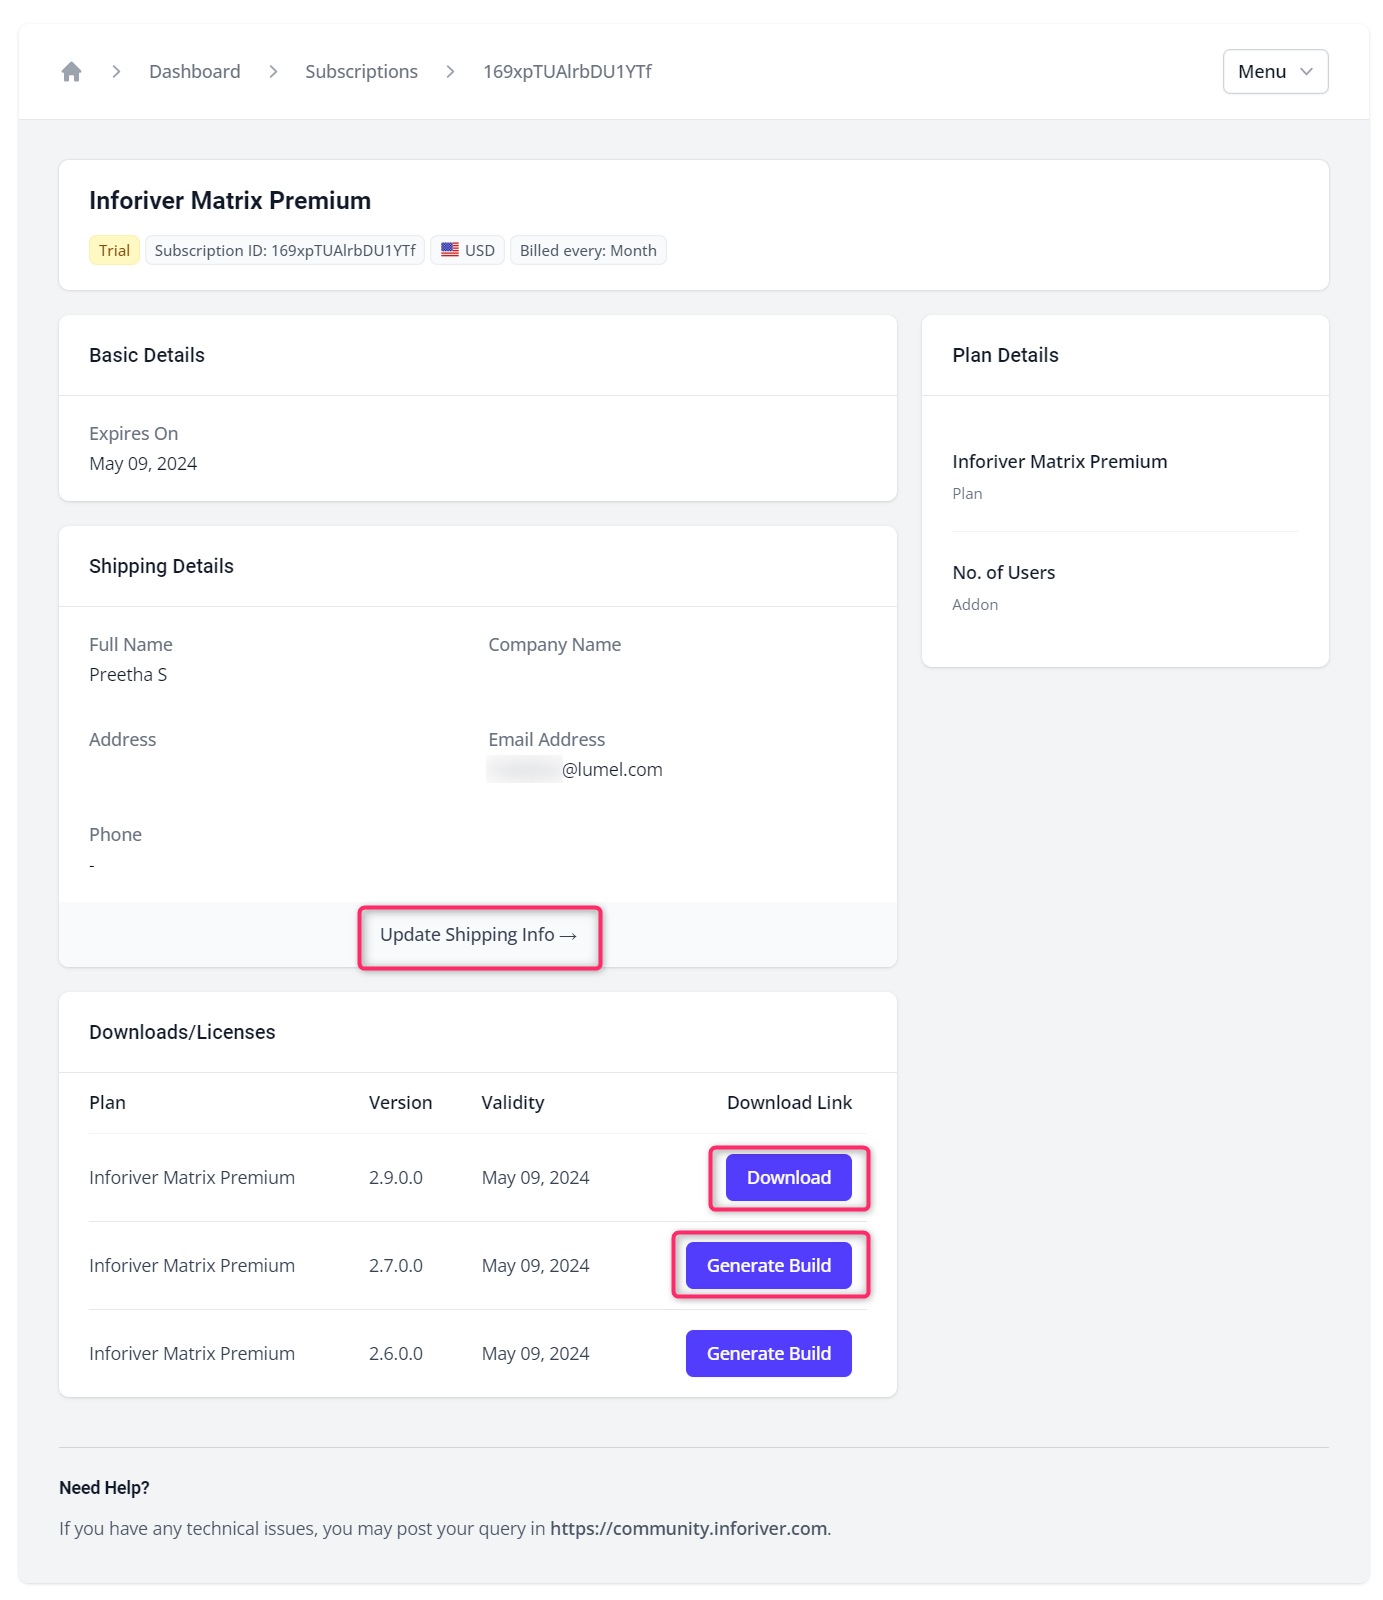 Dashboard
Subscriptions
169xpTUAlrbDU1YTf
Menu
Inforiver Matrix Premium
Trial
Subscription ID: 169xpTUAlrbDU1YTf
USD
Billed every: Month
Basic Details
Expires On
May 09, 2024
Plan Details
Inforiver Matrix Premium
Plan
No. of Users
Addon
Shipping Details
Full Name
Preetha S
Company Name
Address
Email Address
@lumel.com
Phone
-
Update Shipping Info →
Downloads/Licenses
Plan Version Validity Download Link
Inforiver Matrix Premium 2.9.0.0 May 09, 2024 Download
Inforiver Matrix Premium 2.7.0.0 May 09, 2024 Generate Build
Inforiver Matrix Premium 2.6.0.0 May 09, 2024 Generate Build
Need Help?
If you have any technical issues, you may post your query in https://community.inforiver.com.